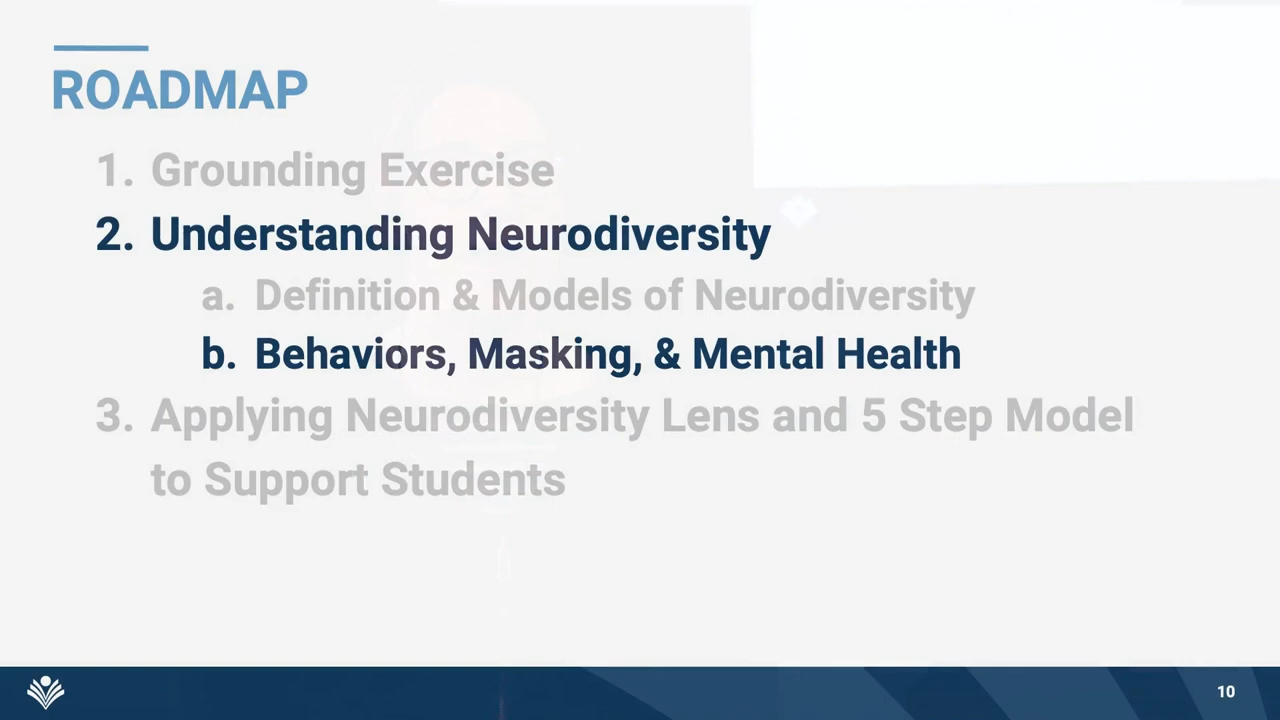 ROADMAP
1. Grounding Exercise
2. Understanding Neurodiversity
a. Definition & Models of Neurodiversity
b. Behaviors, Masking, & Mental Health
3. Applying Neurodiversity Lens and 5 Step Model
to Support Students
10